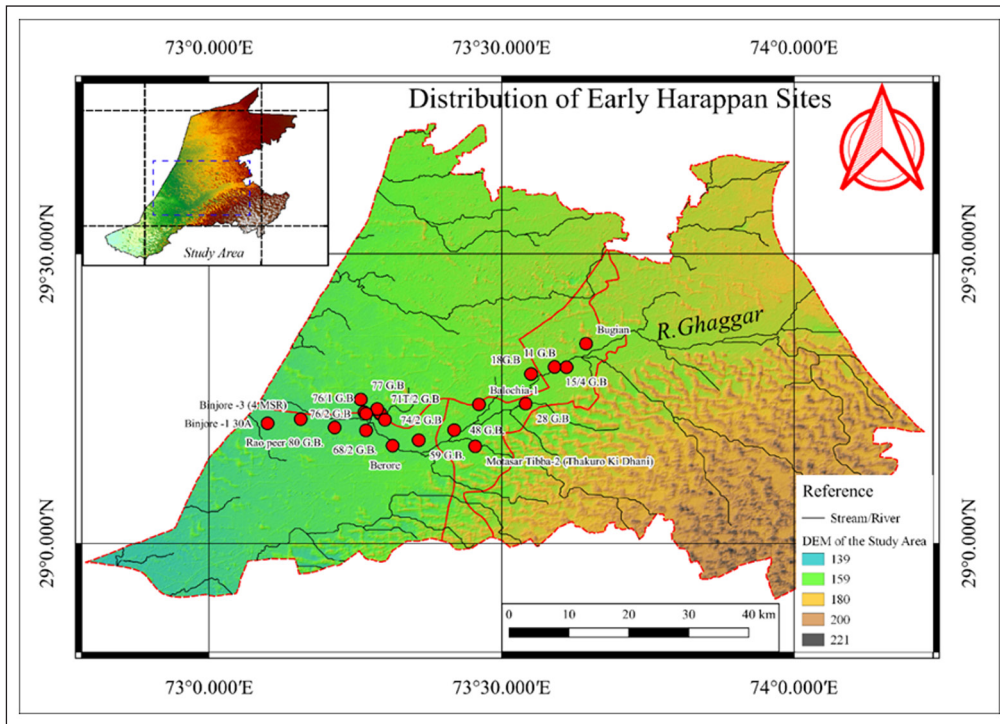 73°0.000′E 73°30.000′E 74°0.000′E
Distribution of Early Harappan Sites
Study Area
29°30.000′N
29°30.000′N
R.Ghaggar
Bugian
11 G.B
18G.B
15/4 G.B
77 G.B
76/1 G.B
71T/2 G.B
Balochia-1
Binjore -3 (4 MSR)
76/2 G.B
74/2 G.B
28 G.B
Binjore -1 30A
48 G.B.
Rao peer 80 G.B.
68/2 G.B.
59 G.B.
Motasar Tibba-2 (Thakuro Ki Dhani)
Berore
Reference
Stream/River
DEM of the Study Area
139
159
180
200
221
29°0.000′N
29°0.000′N
0 10 20 30 40 km
73°0.000′E 73°30.000′E 74°0.000′E